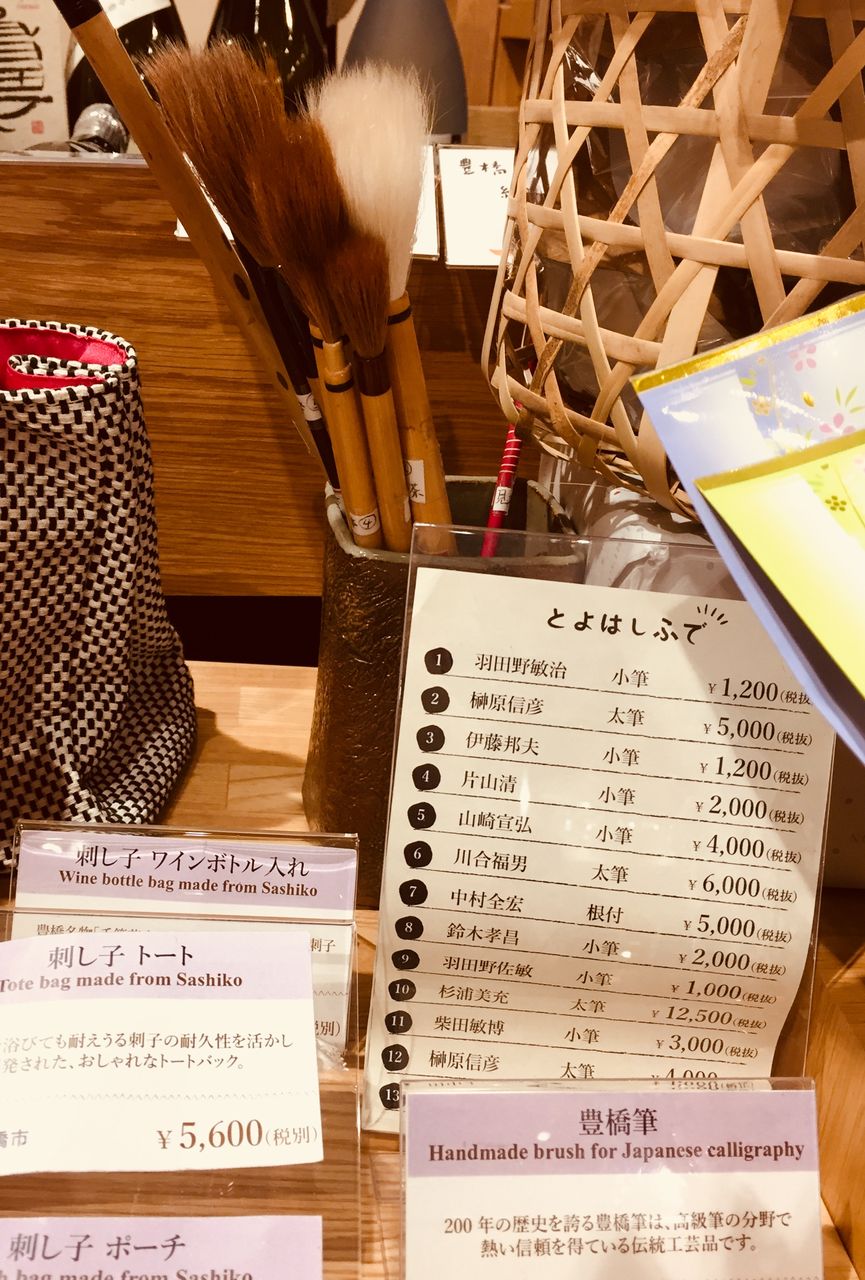 豊橋
とよはしふで
1 羽田野敏治 小筆 ¥1,200(税抜)
2 榊原信彦 太筆 ¥5,000(税抜)
3 伊藤邦夫 小筆 ¥1,200(税抜)
4 片山清 小筆 ¥2,000(税抜)
5 山崎宣弘 小筆 ¥4,000(税抜)
6 川合福男 太筆 ¥6,000(税抜)
7 中村全宏 根付 ¥5,000(税抜)
8 鈴木孝昌 小筆 ¥2,000(税抜)
9 羽田野佐敏 小筆 ¥1,000(税抜)
10 杉浦美充 太筆 ¥12,500(税抜)
11 柴田敏博 小筆 ¥3,000(税抜)
12 榊原信彦 太筆 4,000
13
刺し子 ワインボトル入れ
Wine bottle bag made from Sashiko
刺子
税別)
刺し子 トート
Tote bag made from Sashiko
浴びても耐えうる刺子の耐久性を活かし
発された、おしゃれなトートバック。
橋市 ¥5,600(税別)
刺し子 ポーチ
bag made from Sashiko
豊橋筆
Handmade brush for Japanese calligraphy
200年の歴史を誇る豊橋筆は、高級筆の分野で
熱い信頼を得ている伝統工芸品です。